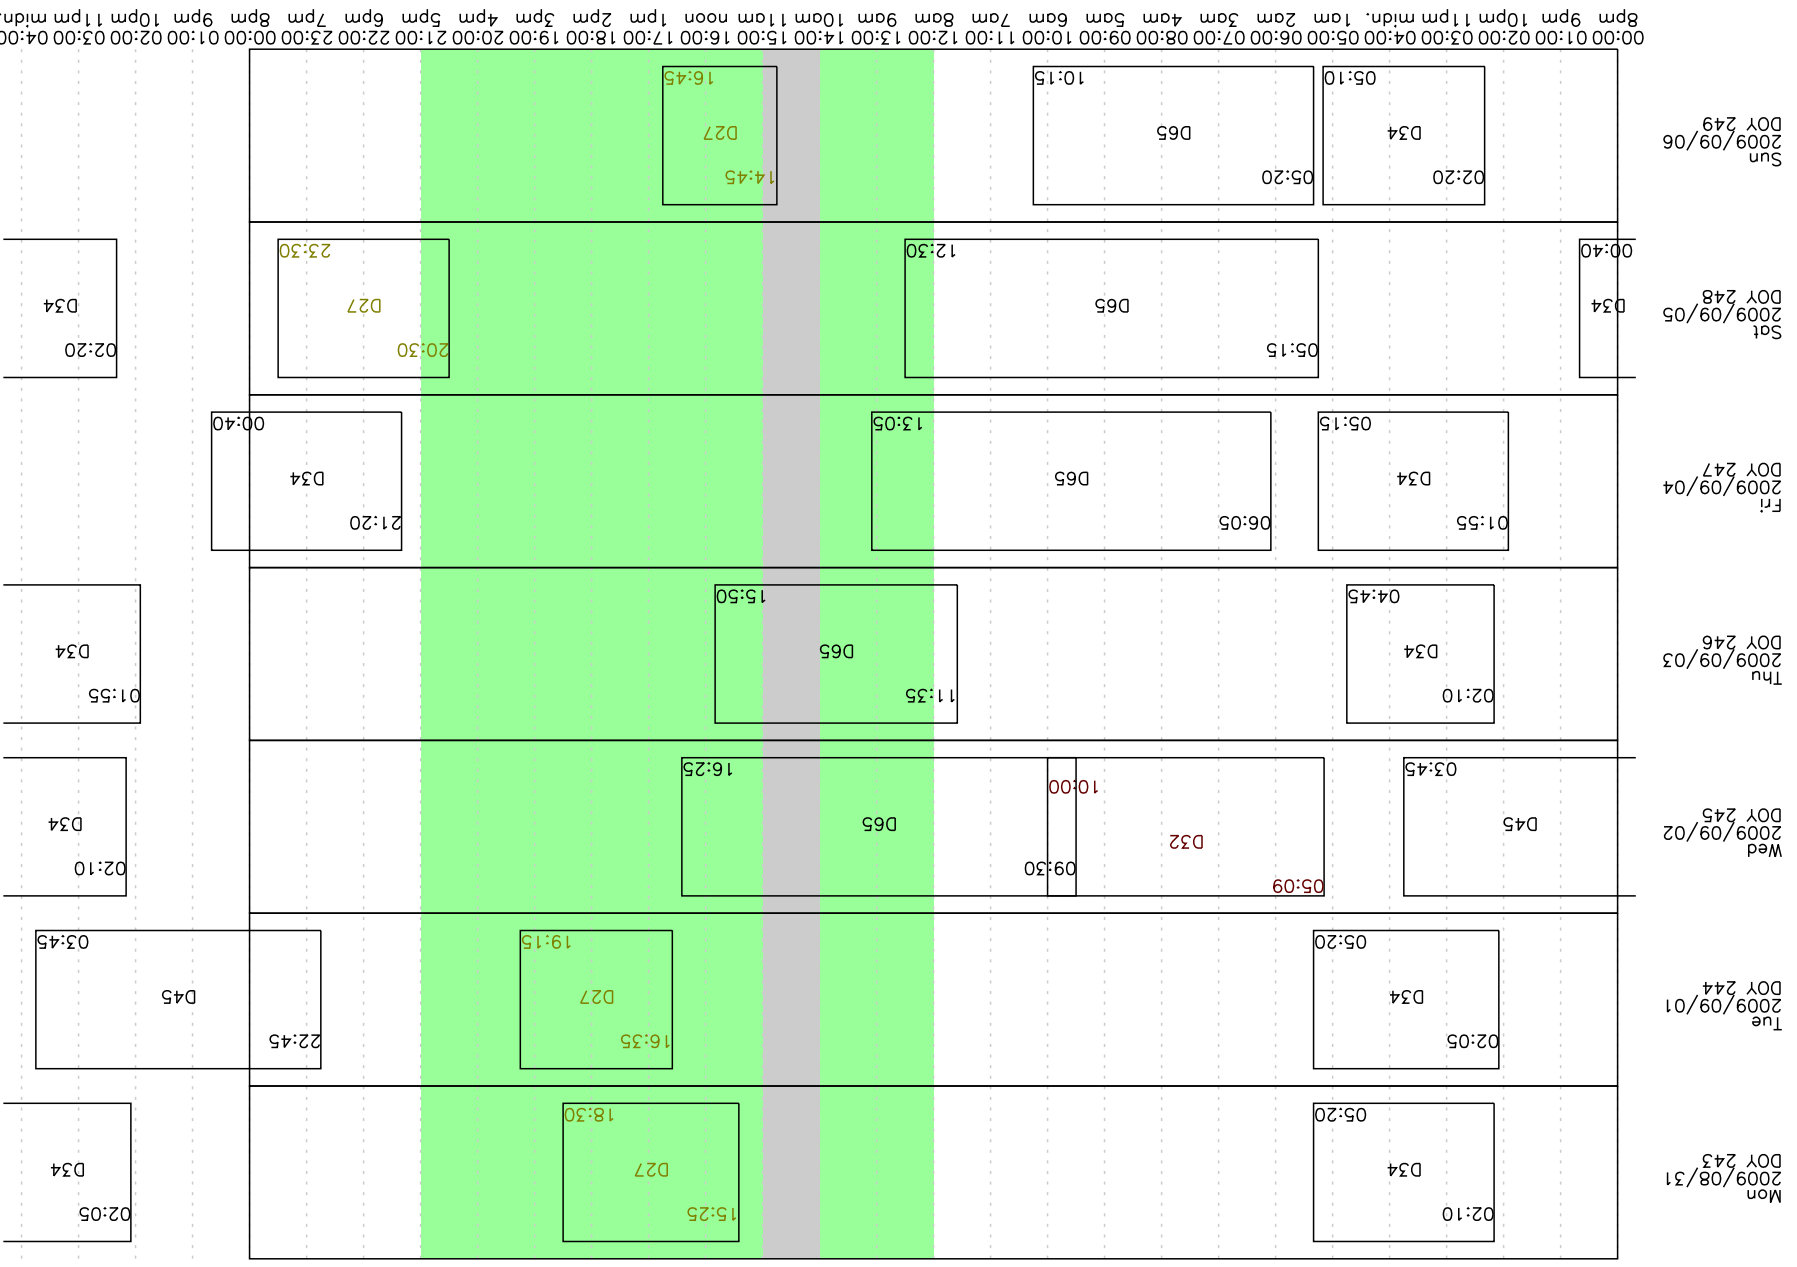 Mon
2009/08/31
DOY 243
02:10 15:25 02:05
D34 D27 D34
05:20 18:30
Tue
2009/09/01
DOY 244
02:05 16:35 22:45
D34 D27 D45
05:20 19:15 03:45
Wed
2009/09/02
DOY 245
05:09 09:30 02:10
D45 D32 D65 D34
03:45 10:00 16:25
Thu
2009/09/03
DOY 246
02:10 11:35 01:55
D34 D65 D34
04:45 15:50
Fri
2009/09/04
DOY 247
01:55 06:05 21:20
D34 D65 D34
05:15 13:05 00:40
Sat
2009/09/05
DOY 248
05:15 20:30 02:20
D34 D65 D27 D34
00:40 12:30 23:30
Sun
2009/09/06
DOY 249
02:20 05:20 14:45
D34 D65 D27
05:10 10:15 16:45
00:00 01:00 02:00 03:00 04:00 05:00 06:00 07:00 08:00 09:00 10:00 11:00 12:00 13:00 14:00 15:00 16:00 17:00 18:00 19:00 20:00 21:00 22:00 23:00 00:00 01:00 02:00 03:00 04:00
8pm 9pm 10pm 11pm midn. 1am 2am 3am 4am 5am 6am 7am 8am 9am 10am 11am noon 1pm 2pm 3pm 4pm 5pm 6pm 7pm 8pm 9pm 10pm 11pm midn.